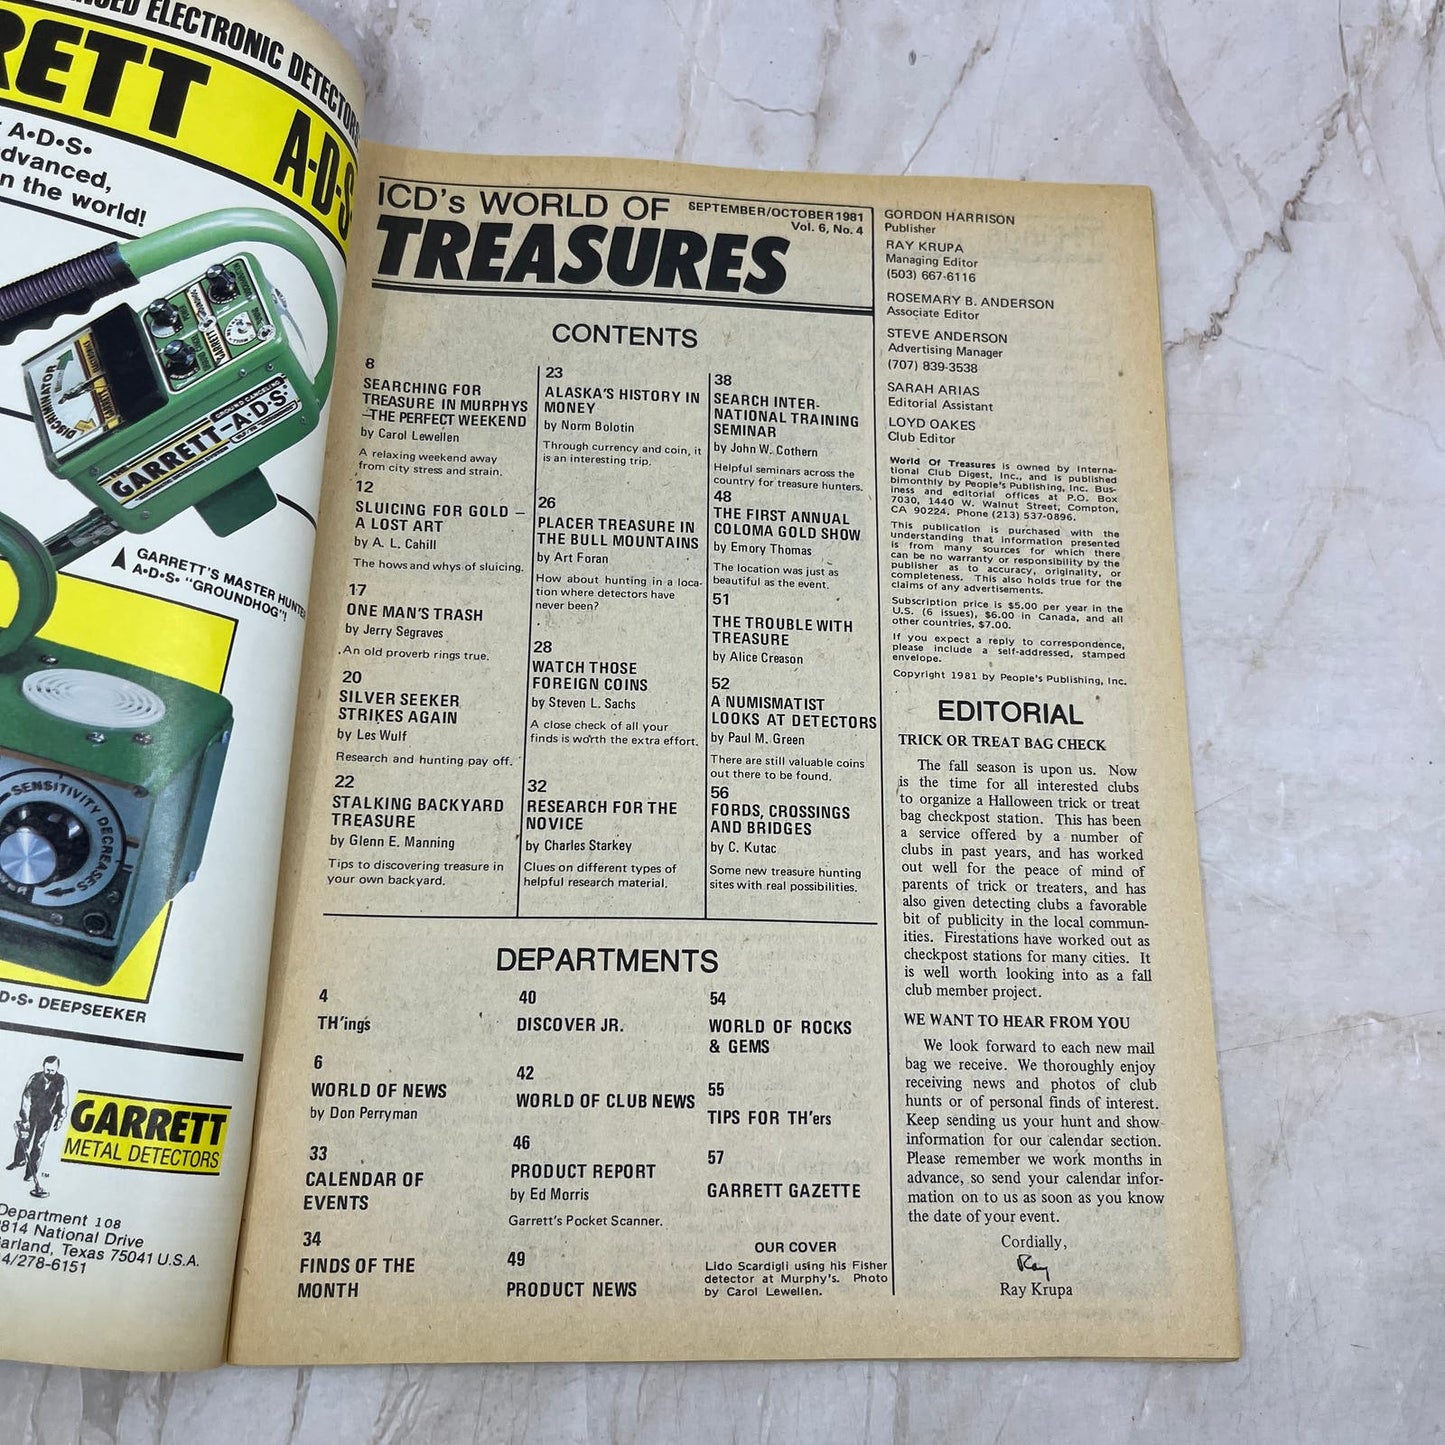 ELECTRONIC DETECTORS
RETT A-D-S
A•D•S•
dvanced,
n the world!
DISCRIMINATOR
GROUND CANCELING
GARRETT-A•D•S•
GARRETT'S MASTER HUNTER
A•D•S• "GROUNDHOG"!
SENSITIVITY DECREASES
D•S• DEEPSEEKER
GARRETT
METAL DETECTORS
TM
Department 108
2814 National Drive
Garland, Texas 75041 U.S.A.
4/278-6151
ICD's WORLD OF
TREASURES
SEPTEMBER/OCTOBER 1981
Vol. 6, No. 4
CONTENTS
8
SEARCHING FOR
TREASURE IN MURPHYS
—THE PERFECT WEEKEND
by Carol Lewellen
A relaxing weekend away
from city stress and strain.
12
SLUICING FOR GOLD —
A LOST ART
by A. L. Cahill
The hows and whys of sluicing.
17
ONE MAN'S TRASH
by Jerry Segraves
An old proverb rings true.
20
SILVER SEEKER
STRIKES AGAIN
by Les Wulf
Research and hunting pay off.
22
STALKING BACKYARD
TREASURE
by Glenn E. Manning
Tips to discovering treasure in
your own backyard.
23
ALASKA'S HISTORY IN
MONEY
by Norm Bolotin
Through currency and coin, it
is an interesting trip.
26
PLACER TREASURE IN
THE BULL MOUNTAINS
by Art Foran
How about hunting in a loca-
tion where detectors have
never been?
28
WATCH THOSE
FOREIGN COINS
by Steven L. Sachs
A close check of all your
finds is worth the extra effort.
32
RESEARCH FOR THE
NOVICE
by Charles Starkey
Clues on different types of
helpful research material.
38
SEARCH INTER-
NATIONAL TRAINING
SEMINAR
by John W. Cothern
Helpful seminars across the
country for treasure hunters.
48
THE FIRST ANNUAL
COLOMA GOLD SHOW
by Emory Thomas
The location was just as
beautiful as the event.
51
THE TROUBLE WITH
TREASURE
by Alice Creason
52
A NUMISMATIST
LOOKS AT DETECTORS
by Paul M. Green
There are still valuable coins
out there to be found.
56
FORDS, CROSSINGS
AND BRIDGES
by C. Kutac
Some new treasure hunting
sites with real possibilities.
DEPARTMENTS
4
TH'ings
6
WORLD OF NEWS
by Don Perryman
33
CALENDAR OF
EVENTS
34
FINDS OF THE
MONTH
40
DISCOVER JR.
42
WORLD OF CLUB NEWS
46
PRODUCT REPORT
by Ed Morris
Garrett's Pocket Scanner.
49
PRODUCT NEWS
54
WORLD OF ROCKS
& GEMS
55
TIPS FOR TH'ers
57
GARRETT GAZETTE
OUR COVER
Lido Scardigli using his Fisher
detector at Murphy's. Photo
by Carol Lewellen.
GORDON HARRISON
Publisher
RAY KRUPA
Managing Editor
(503) 667-6116
ROSEMARY B. ANDERSON
Associate Editor
STEVE ANDERSON
Advertising Manager
(707) 839-3538
SARAH ARIAS
Editorial Assistant
LOYD OAKES
Club Editor
World Of Treasures is owned by Interna-
tional Club Digest, Inc., and is published
bimonthly by People's Publishing, Inc. Bus-
iness and editorial offices at P.O. Box
7030, 1440 W. Walnut Street, Compton,
CA 90224. Phone (213) 537-0896.
This publication is purchased with the
understanding that information presented
is from many sources for which there
can be no warranty or responsibility by the
publisher as to accuracy, originality, or
completeness. This also holds true for the
claims of any advertisements.
Subscription price is $5.00 per year in the
U.S. (6 issues), $6.00 in Canada, and all
other countries, $7.00.
If you expect a reply to correspondence,
please include a self-addressed, stamped
envelope.
Copyright 1981 by People's Publishing, Inc.
EDITORIAL
TRICK OR TREAT BAG CHECK
The fall season is upon us. Now
is the time for all interested clubs
to organize a Halloween trick or treat
bag checkpost station. This has been
a service offered by a number of
clubs in past years, and has worked
out well for the peace of mind of
parents of trick or treaters, and has
also given detecting clubs a favorable
bit of publicity in the local commun-
ities. Firestations have worked out as
checkpost stations for many cities. It
is well worth looking into as a fall
club member project.
WE WANT TO HEAR FROM YOU
We look forward to each new mail
bag we receive. We thoroughly enjoy
receiving news and photos of club
hunts or of personal finds of interest.
Keep sending us your hunt and show
information for our calendar section.
Please remember we work months in
advance, so send your calendar infor-
mation on to us as soon as you know
the date of your event.
Cordially,
Ray
Ray Krupa